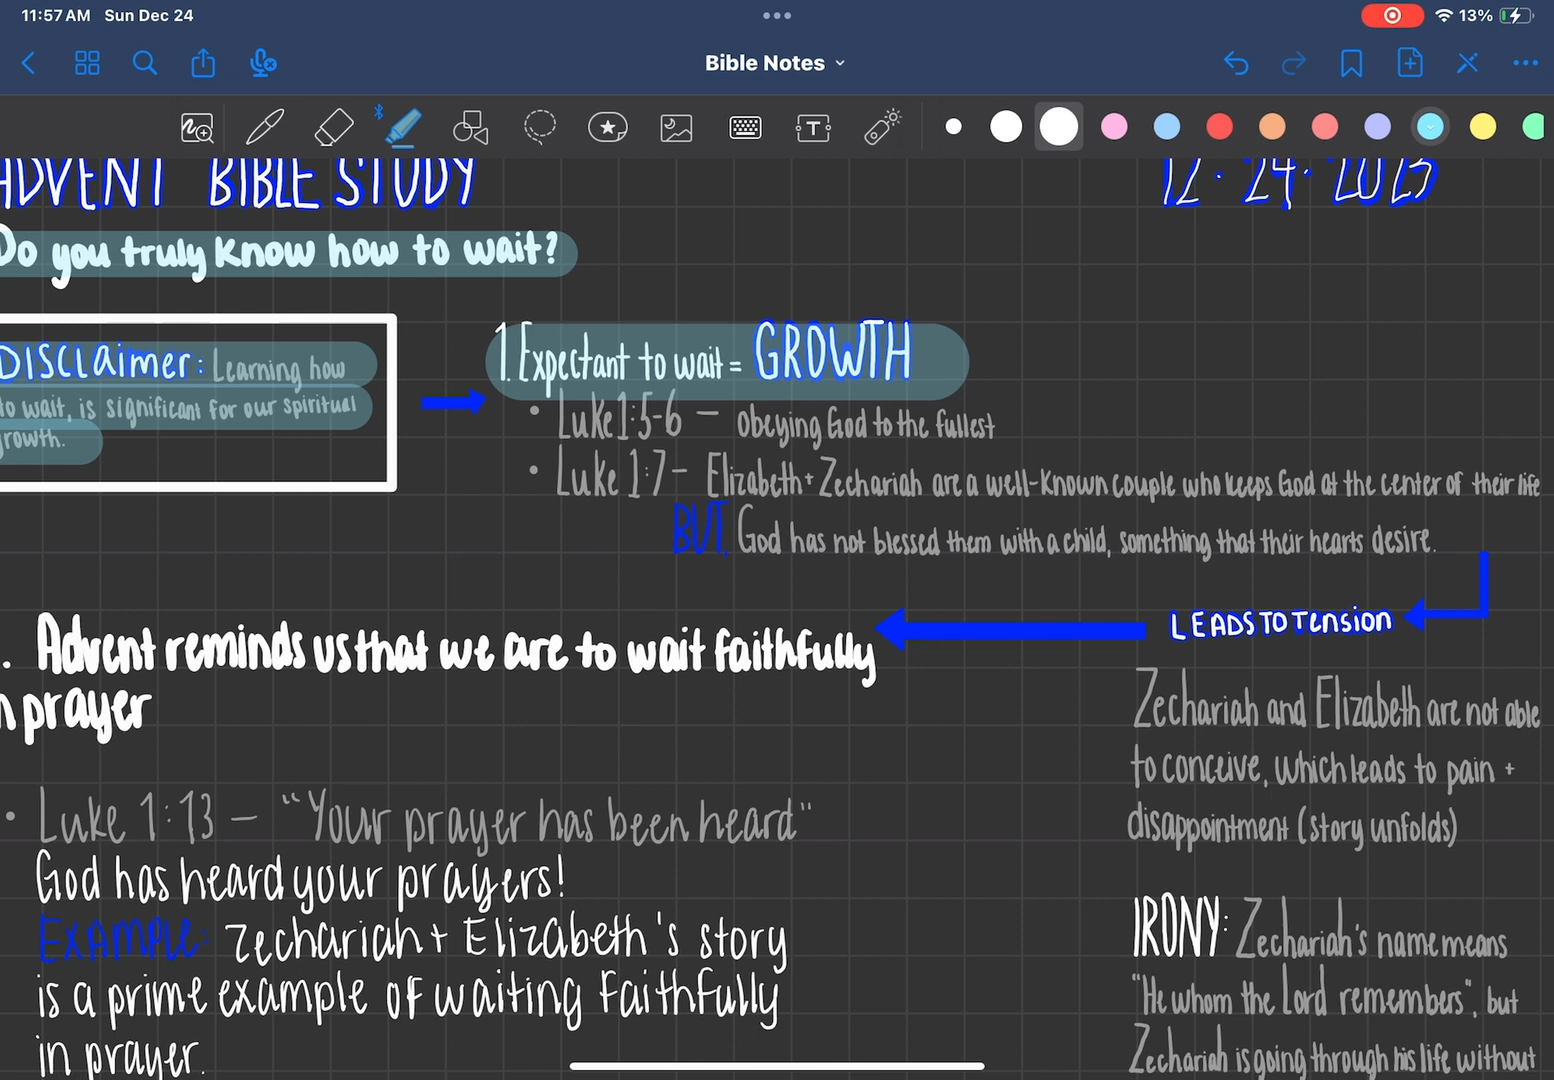 11:57 AM Sun Dec 24
13%
Bible Notes
T
ADVENT BIBLE STUDY
12·24·2023
Do you truly know how to wait?
DISCLaimer: Learning how
to wait, is significant for our spiritual
growth.
1. Expectant to wait = GROWTH
• Luke 1:5-6 – obeying God to the fullest
• Luke 1:7 – Elizabeth + Zechariah are a well-known couple who keeps God at the center of their life
BUT, God has not blessed them with a child, something that their hearts desire.
LEADS TO Tension
. Advent reminds us that we are to wait faithfully
n prayer
Zechariah and Elizabeth are not able
to conceive, which leads to pain +
disappointment (story unfolds)
• Luke 1:13 – "Your prayer has been heard"
God has heard your prayers!
EXAMPLE: Zechariah + Elizabeth's story
is a prime example of waiting faithfully
in prayer.
IRONY: Zechariah's name means
"He whom the Lord remembers", but
Zechariah is going through his life without